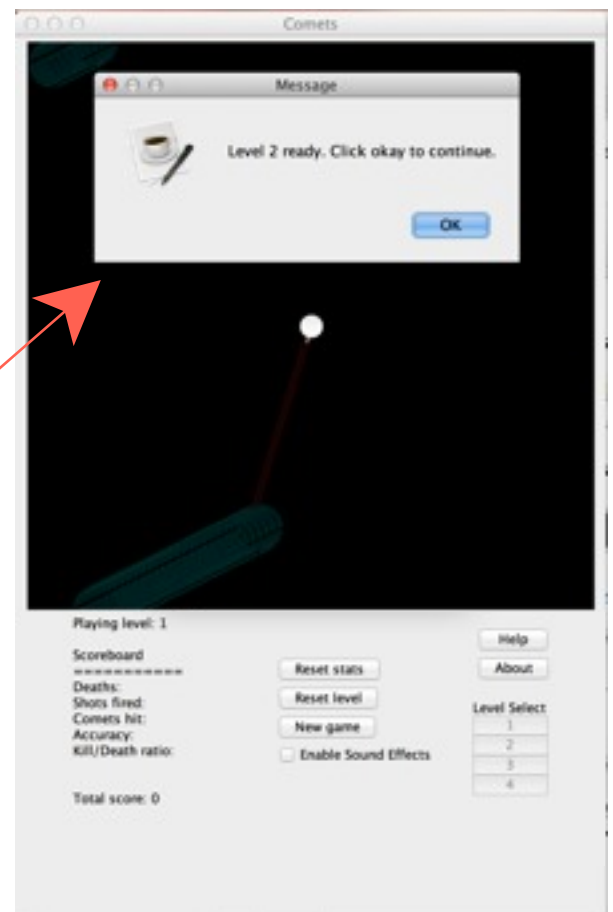 Comets
Message
Level 2 ready. Click okay to continue.
OK
Playing level: 1
Scoreboard
===========
Deaths:
Shots fired:
Comets hit:
Accuracy:
Kill/Death ratio:
Total score: 0
Reset stats
Reset level
New game
Enable Sound Effects
Help
About
Level Select
1
2
3
4